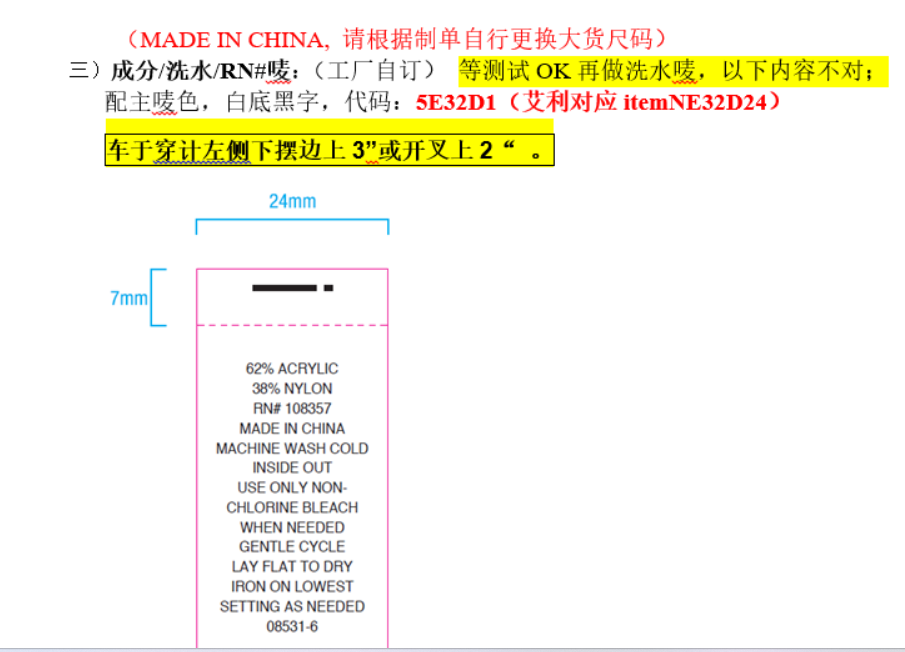 （MADE IN CHINA, 请根据制单自行更换大货尺码）
三）成分/洗水/RN#唛：（工厂自订） 等测试 OK 再做洗水唛，以下内容不对；
配主唛色，白底黑字，代码：5E32D1（艾利对应 itemNE32D24）
车于穿计左侧下摆边上 3”或开叉上 2“ 。
24mm
7mm
62% ACRYLIC
38% NYLON
RN# 108357
MADE IN CHINA
MACHINE WASH COLD
INSIDE OUT
USE ONLY NON-
CHLORINE BLEACH
WHEN NEEDED
GENTLE CYCLE
LAY FLAT TO DRY
IRON ON LOWEST
SETTING AS NEEDED
08531-6